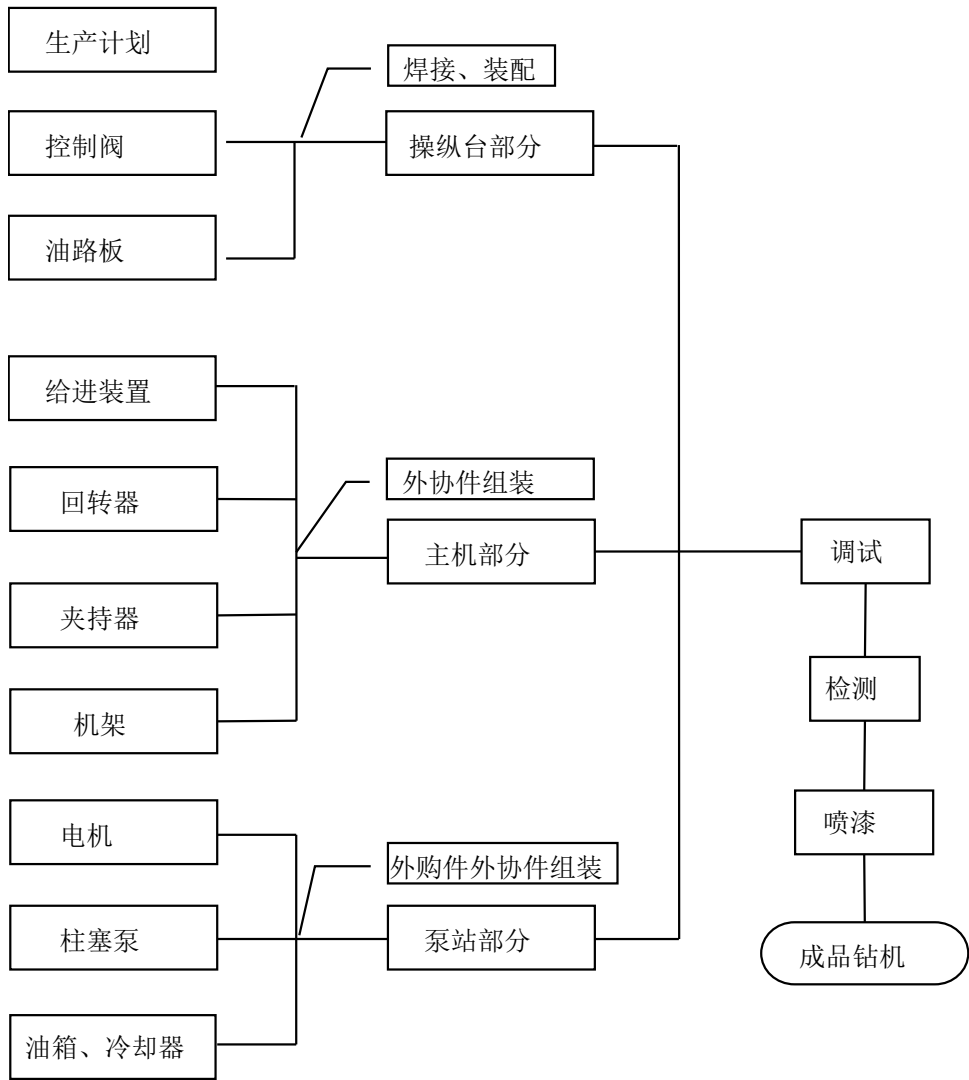 生产计划
焊接、装配
控制阀
操纵台部分
油路板
给进装置
外协件组装
回转器
主机部分
调试
夹持器
检测
机架
电机
喷漆
外购件外协件组装
柱塞泵
泵站部分
成品钻机
油箱、冷却器